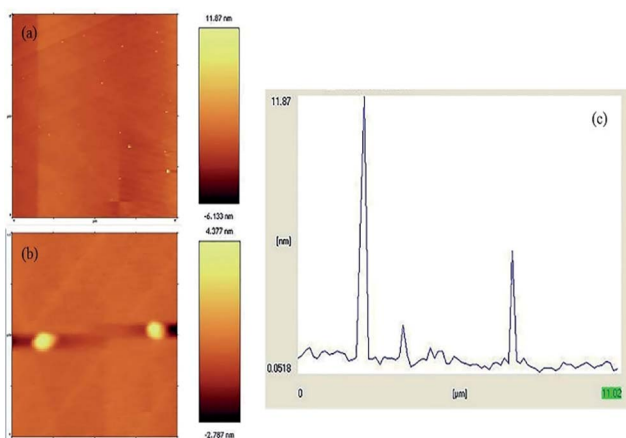 (a)
11.87 nm
-6.133 nm
(b)
4.377 nm
-2.787 nm
(c)
11.87
[nm]
0.0518
0
[µm]
11.02